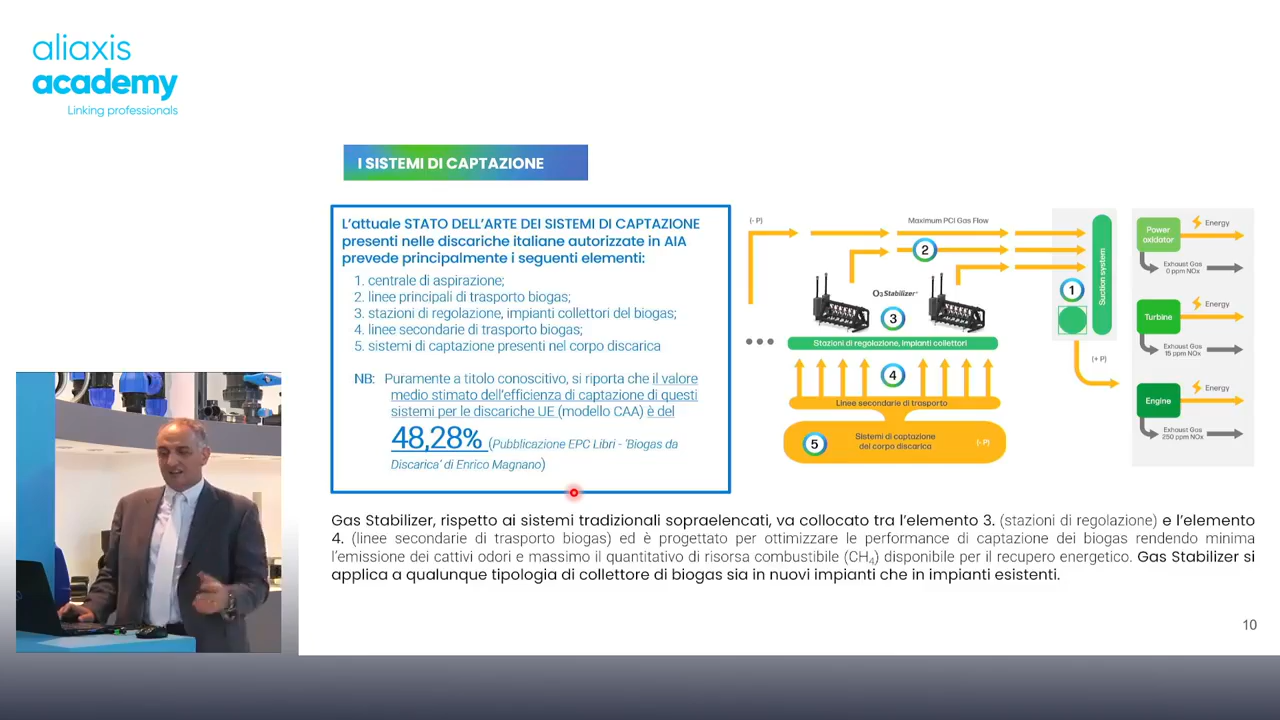 aliaxis
academy
Linking professionals
I SISTEMI DI CAPTAZIONE
L'attuale STATO DELL'ARTE DEI SISTEMI DI CAPTAZIONE
presenti nelle discariche italiane autorizzate in AIA
prevede principalmente i seguenti elementi:
1. centrale di aspirazione;
2. linee principali di trasporto biogas;
3. stazioni di regolazione, impianti collettori del biogas;
4. linee secondarie di trasporto biogas;
5. sistemi di captazione presenti nel corpo discarica
NB: Puramente a titolo conoscitivo, si riporta che il valore
medio stimato dell'efficienza di captazione di questi
sistemi per le discariche UE (modello CAA) è del
48,28% (Pubblicazione EPC Libri - 'Biogas da
Discarica' di Enrico Magnano)
(- P)
Maximum PCI Gas Flow
2
O3 Stabilizer
3
Stazioni di regolazione, impianti collettori
4
Linee secondarie di trasporto
5
Sistemi di captazione
del corpo discarica
(- P)
1
Suction system
(+ P)
Power
oxidator
Energy
Exhaust Gas
0 ppm NOx
Turbine
Energy
Exhaust Gas
15 ppm NOx
Engine
Energy
Exhaust Gas
250 ppm NOx
Gas Stabilizer, rispetto ai sistemi tradizionali sopraelencati, va collocato tra l'elemento 3. (stazioni di regolazione) e l'elemento
4. (linee secondarie di trasporto biogas) ed è progettato per ottimizzare le performance di captazione dei biogas rendendo minima
l'emissione dei cattivi odori e massimo il quantitativo di risorsa combustibile (CH4) disponibile per il recupero energetico. Gas Stabilizer si
applica a qualunque tipologia di collettore di biogas sia in nuovi impianti che in impianti esistenti.
10